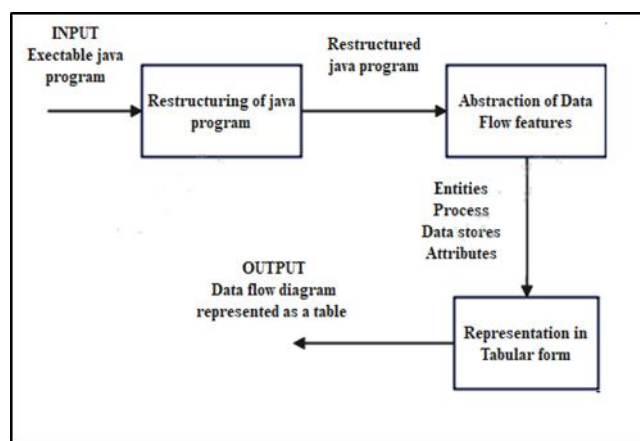 INPUT
Exectable java
program
Restructuring of java
program
Restructured
java program
Abstraction of Data
Flow features
Entities
Process
Data stores
Attributes
Representation in
Tabular form
OUTPUT
Data flow diagram
represented as a table